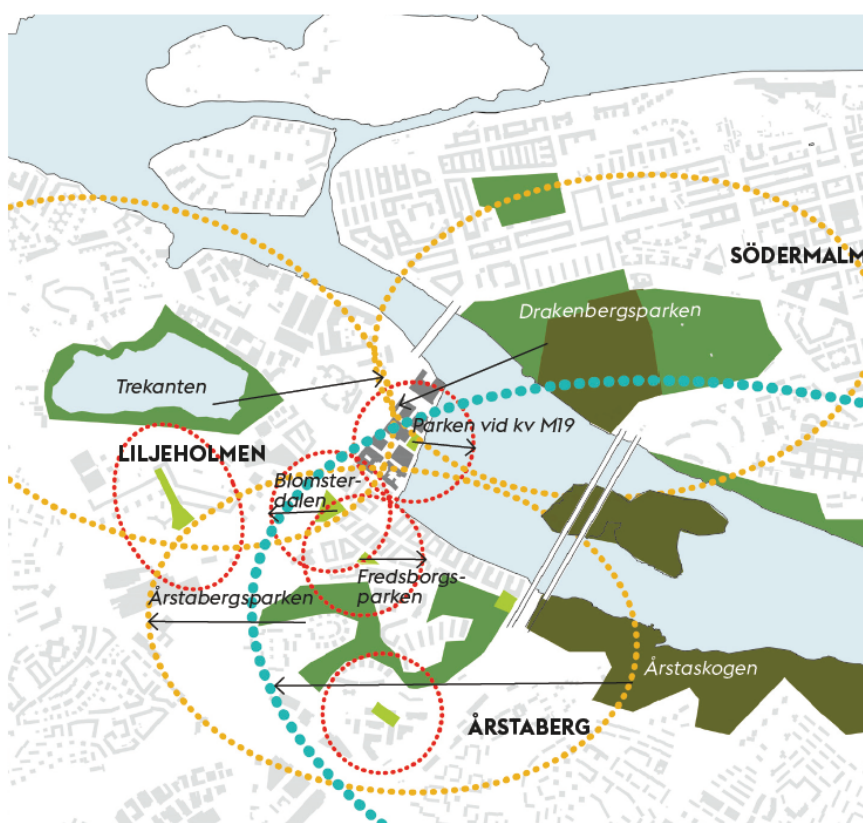 SÖDERMALM
Drakenbergsparken
Trekanten
Parken vid kv M19
LILJEHOLMEN
Blomster-
dalen
Årstabergsparken
Fredsborgs-
parken
Årstaskogen
ÅRSTABERG